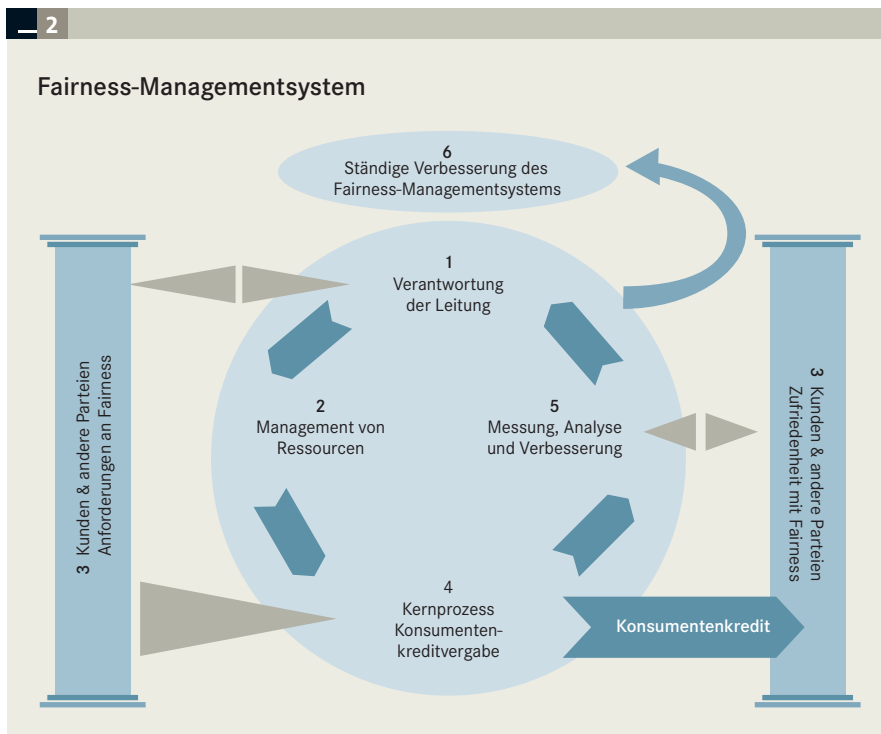 2
Fairness-Managementsystem
6
Ständige Verbesserung des
Fairness-Managementsystems
1
Verantwortung
der Leitung
3 Kunden & andere Parteien
Anforderungen an Fairness
2
Management von
Ressourcen
5
Messung, Analyse
und Verbesserung
3 Kunden & andere Parteien
Zufriedenheit mit Fairness
4
Kernprozess
Konsumenten-
kreditvergabe
Konsumentenkredit